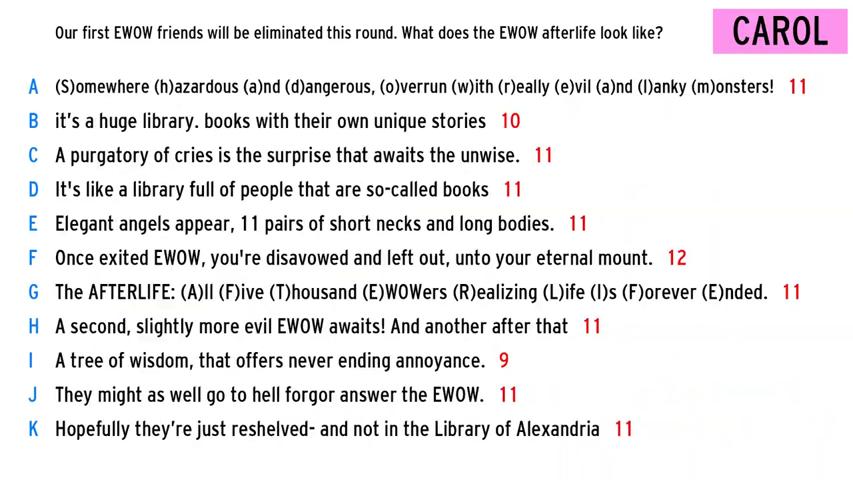 Our first EWOW friends will be eliminated this round. What does the EWOW afterlife look like?
CAROL
A (S)omewhere (h)azardous (a)nd (d)angerous, (o)verrun (w)ith (r)eally (e)vil (a)nd (l)anky (m)onsters! 11
B it's a huge library. books with their own unique stories 10
C A purgatory of cries is the surprise that awaits the unwise. 11
D It's like a library full of people that are so-called books 11
E Elegant angels appear, 11 pairs of short necks and long bodies. 11
F Once exited EWOW, you're disavowed and left out, unto your eternal mount. 12
G The AFTERLIFE: (A)ll (F)ive (T)housand (E)WOWers (R)ealizing (L)ife (I)s (F)orever (E)nded. 11
H A second, slightly more evil EWOW awaits! And another after that 11
I A tree of wisdom, that offers never ending annoyance. 9
J They might as well go to hell forgor answer the EWOW. 11
K Hopefully they're just reshelved- and not in the Library of Alexandria 11